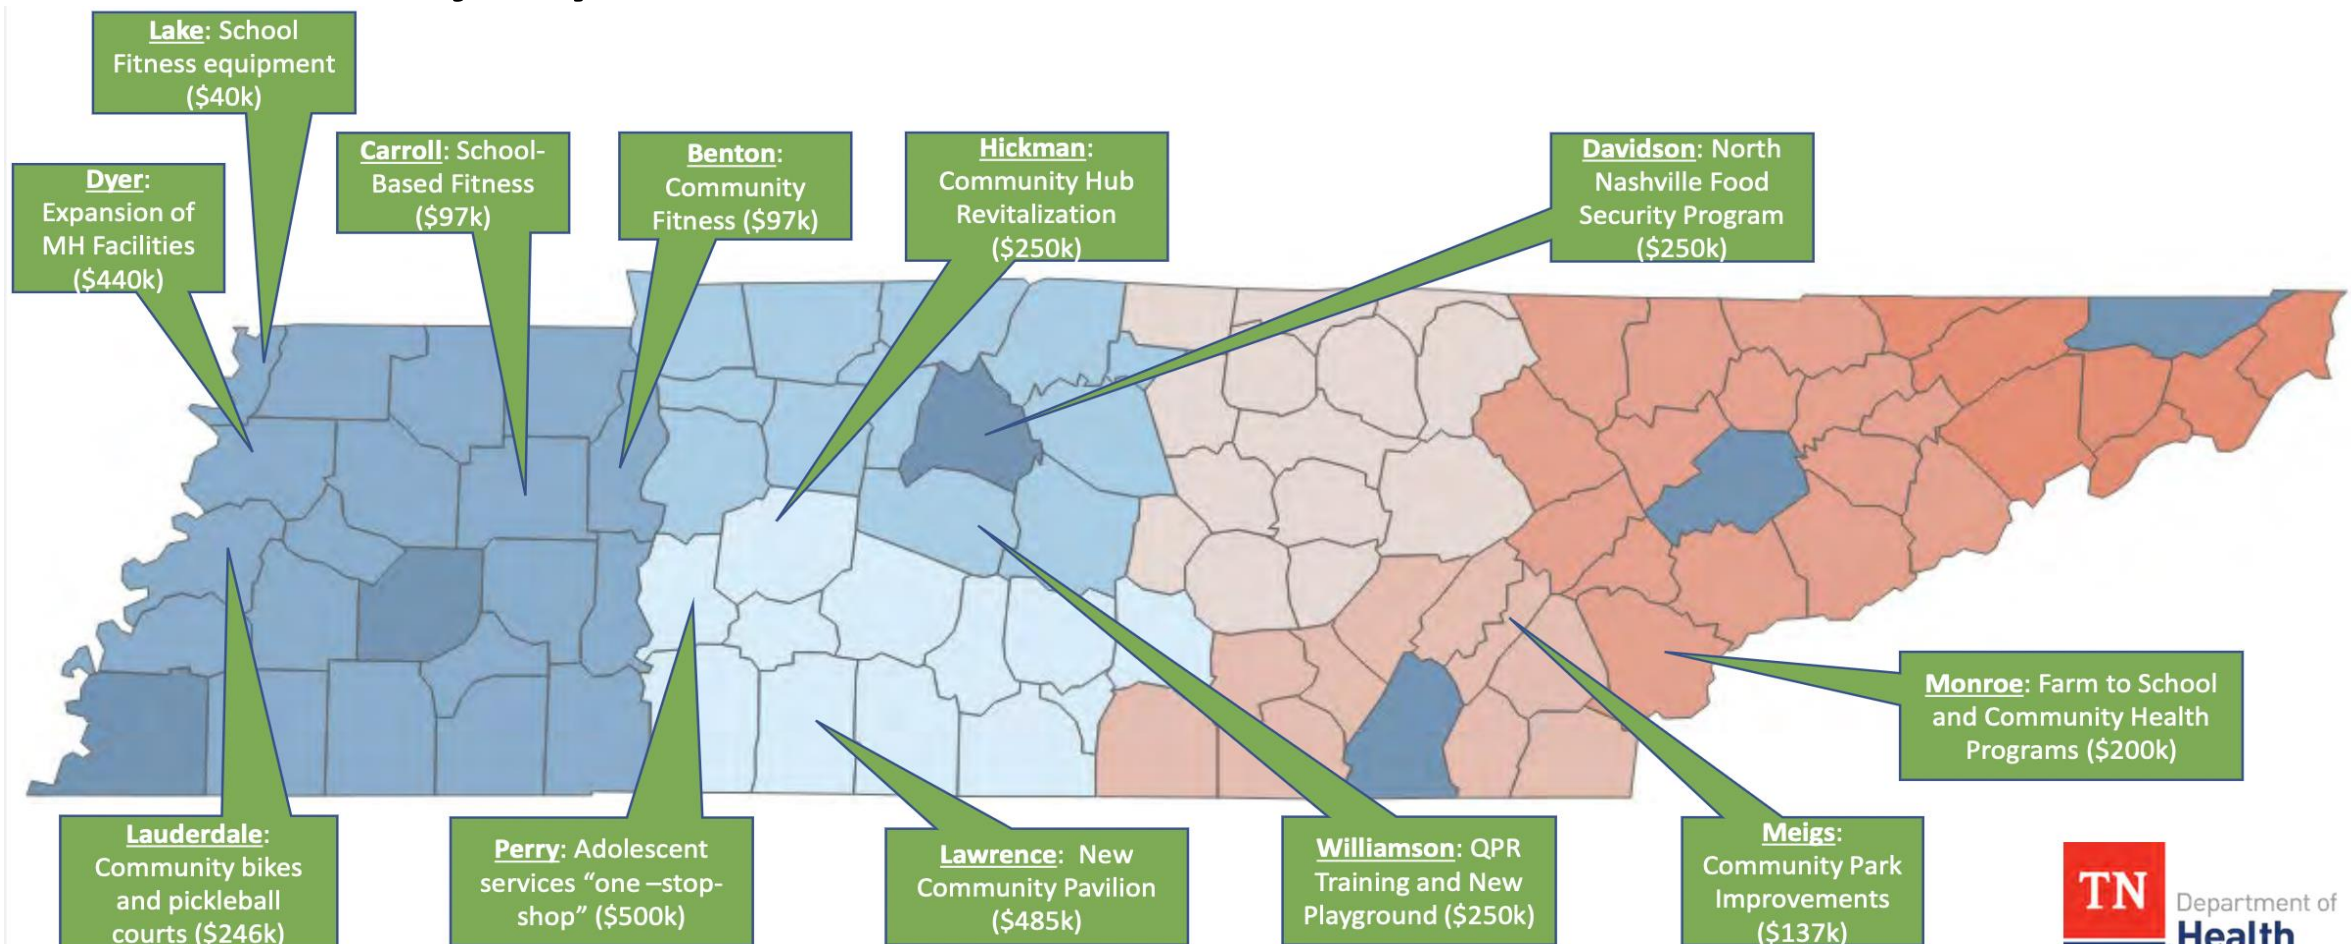 Lake: School
Fitness equipment
($40k)
Dyer:
Expansion of
MH Facilities
($440k)
Carroll: School-
Based Fitness
($97k)
Benton:
Community
Fitness ($97k)
Hickman:
Community Hub
Revitalization
($250k)
Davidson: North
Nashville Food
Security Program
($250k)
Lauderdale:
Community bikes
and pickleball
courts ($246k)
Perry: Adolescent
services “one –stop-
shop” ($500k)
Lawrence: New
Community Pavilion
($485k)
Williamson: QPR
Training and New
Playground ($250k)
Meigs:
Community Park
Improvements
($137k)
Monroe: Farm to School
and Community Health
Programs ($200k)
TN
Department of
Health